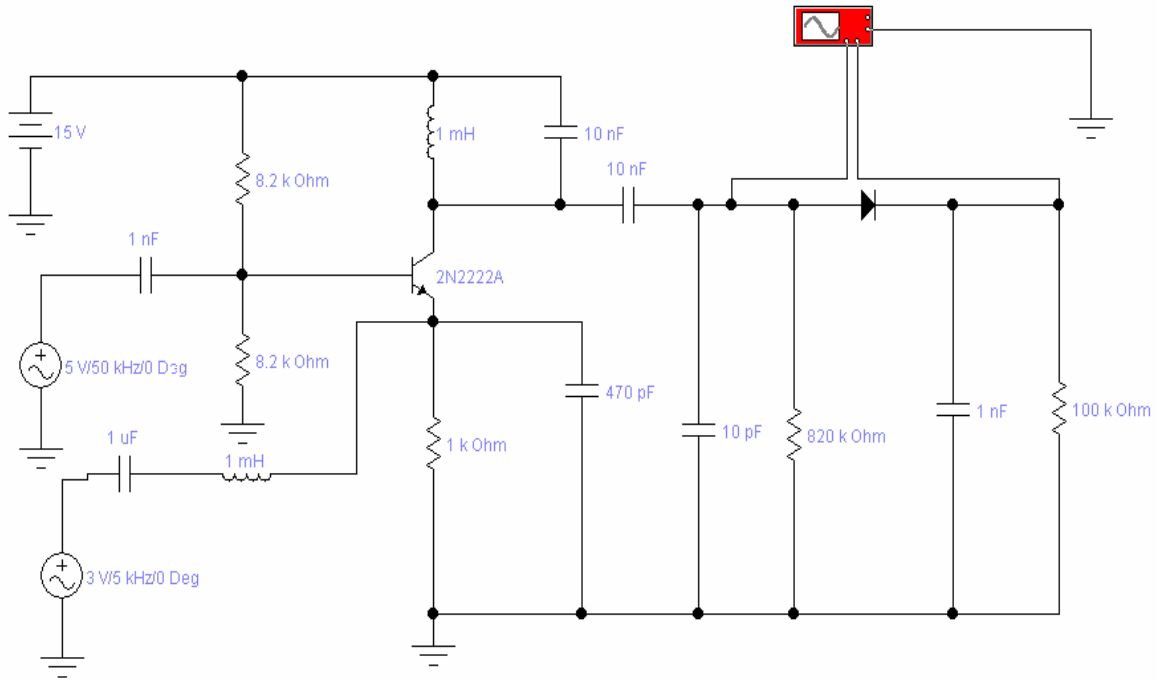 15 V
1 mH
10 nF
10 nF
8.2 k Ohm
1 nF
2N2222A
5 V/50 kHz/0 Deg
8.2 k Ohm
470 pF
1 nF
100 k Ohm
1 uF
1 mH
1 k Ohm
10 pF
820 k Ohm
3 V/5 kHz/0 Deg